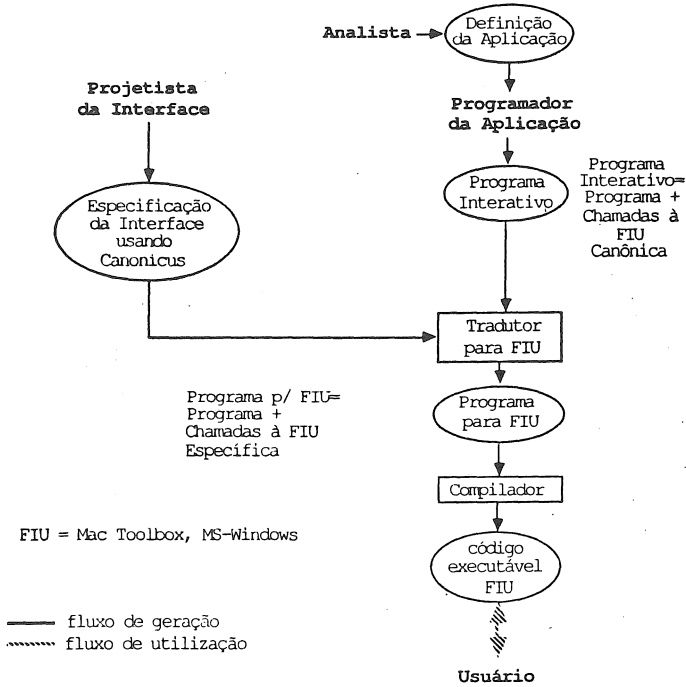 Analista
Definição
da Aplicação
Projetista
da Interface
Programador
da Aplicação
Especificação
da Interface
usando
Canonicus
Programa
Interativo
Programa
Interativo=
Programa +
Chamadas à
FIU
Canônica
Tradutor
para FIU
Programa p/ FIU=
Programa +
Chamadas à FIU
Específica
Programa
para FIU
Compilador
FIU = Mac Toolbox, MS-Windows
código
executável
FIU
fluxo de geração
fluxo de utilização
Usuário